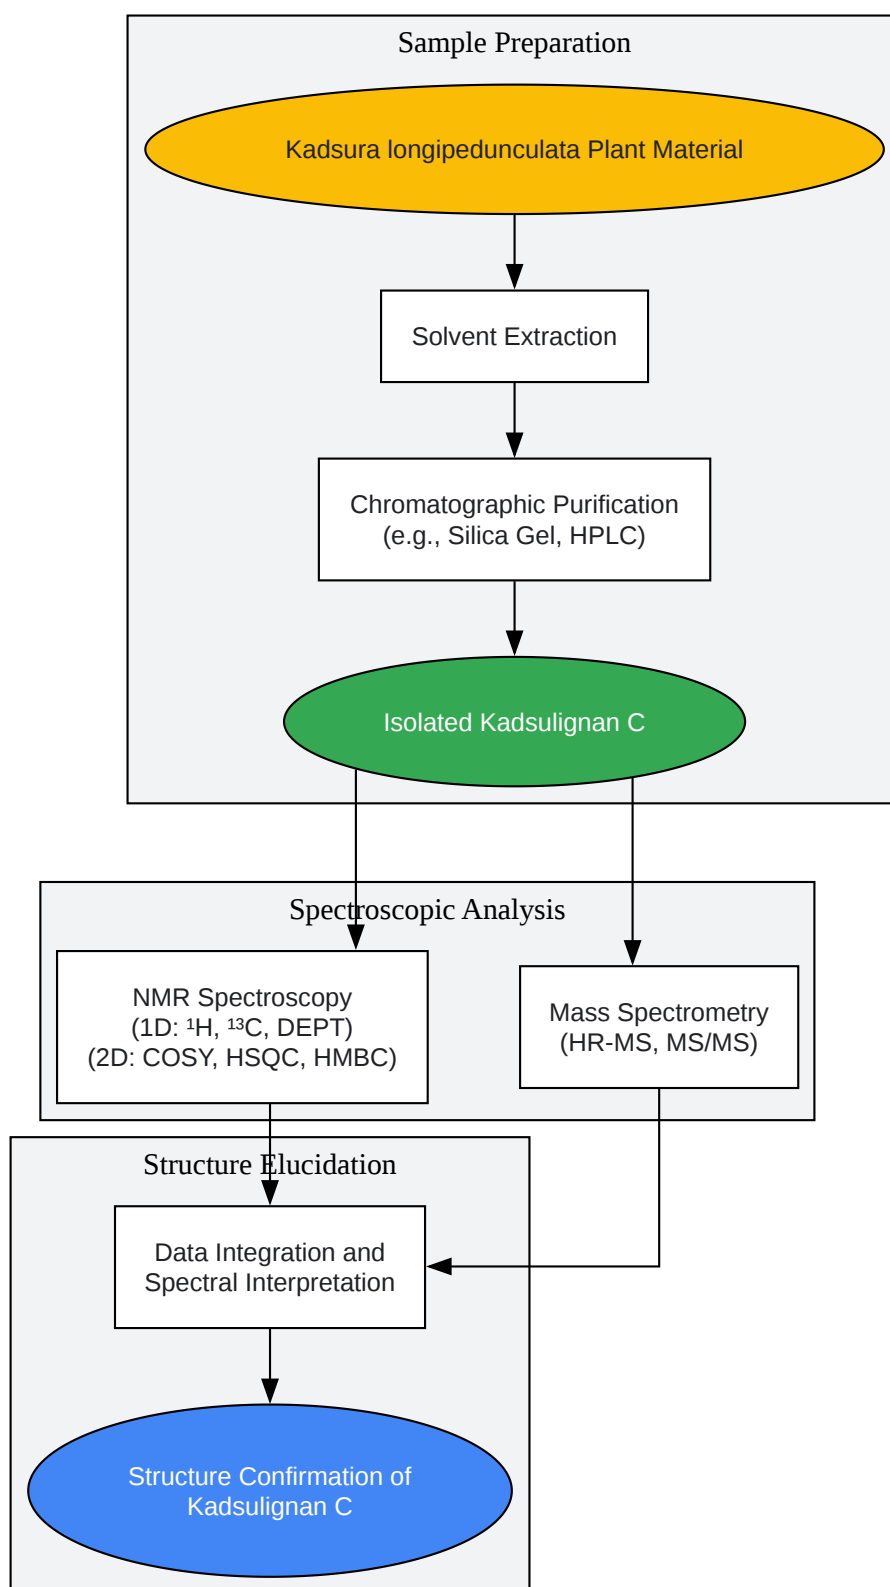 Sample Preparation
Kadsura longipedunculata Plant Material
Solvent Extraction
Chromatographic Purification
(e.g., Silica Gel, HPLC)
Isolated Kadsulignan C
Spectroscopic Analysis
NMR Spectroscopy
(1D: ¹H, ¹³C, DEPT)
(2D: COSY, HSQC, HMBC)
Mass Spectrometry
(HR-MS, MS/MS)
Structure Elucidation
Data Integration and
Spectral Interpretation
Structure Confirmation of
Kadsulignan C